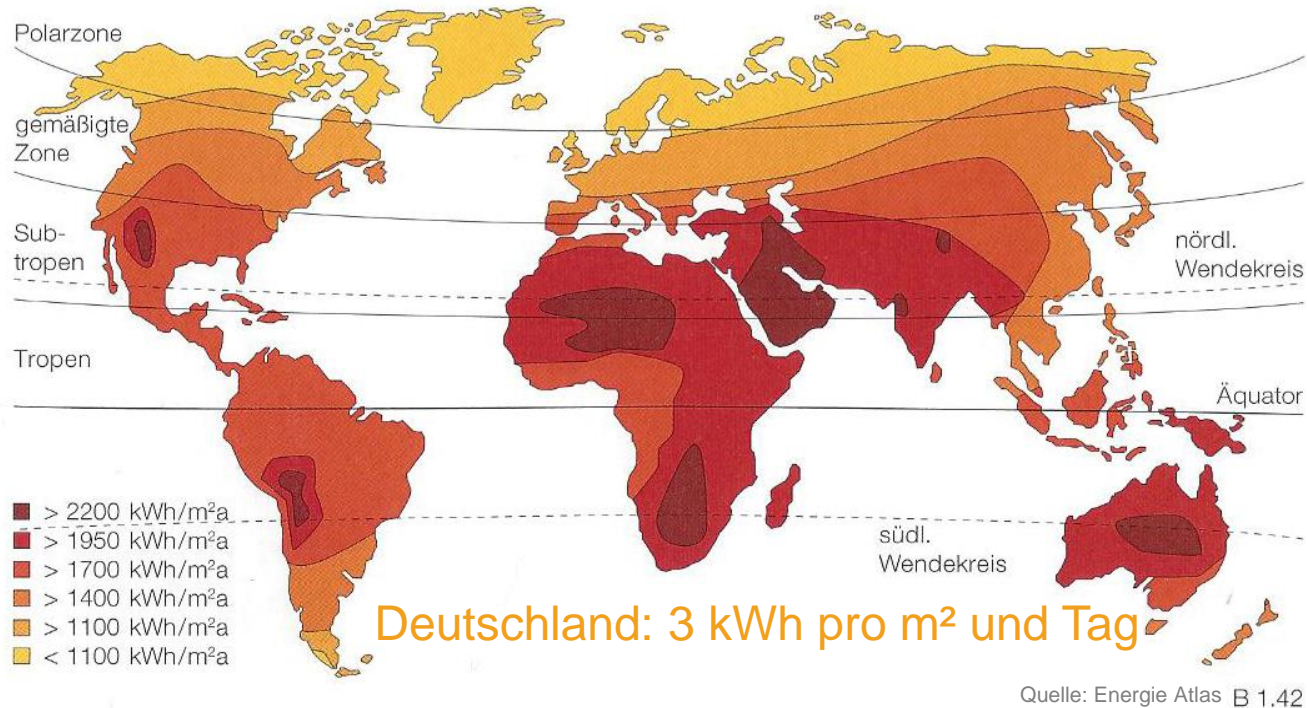 Polarzone
gemäßigte
Zone
Sub-
tropen
nördl.
Wendekreis
Tropen
Äquator
> 2200 kWh/m²a
> 1950 kWh/m²a
> 1700 kWh/m²a
> 1400 kWh/m²a
> 1100 kWh/m²a
< 1100 kWh/m²a
südl.
Wendekreis
Deutschland: 3 kWh pro m² und Tag
Quelle: Energie Atlas B 1.42